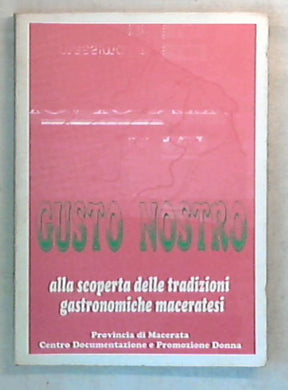 GUSTO NOSTRO
alla scoperta delle tradizioni
gastronomiche maceratesi
Provincia di Macerata
Centro Documentazione e Promozione Donna